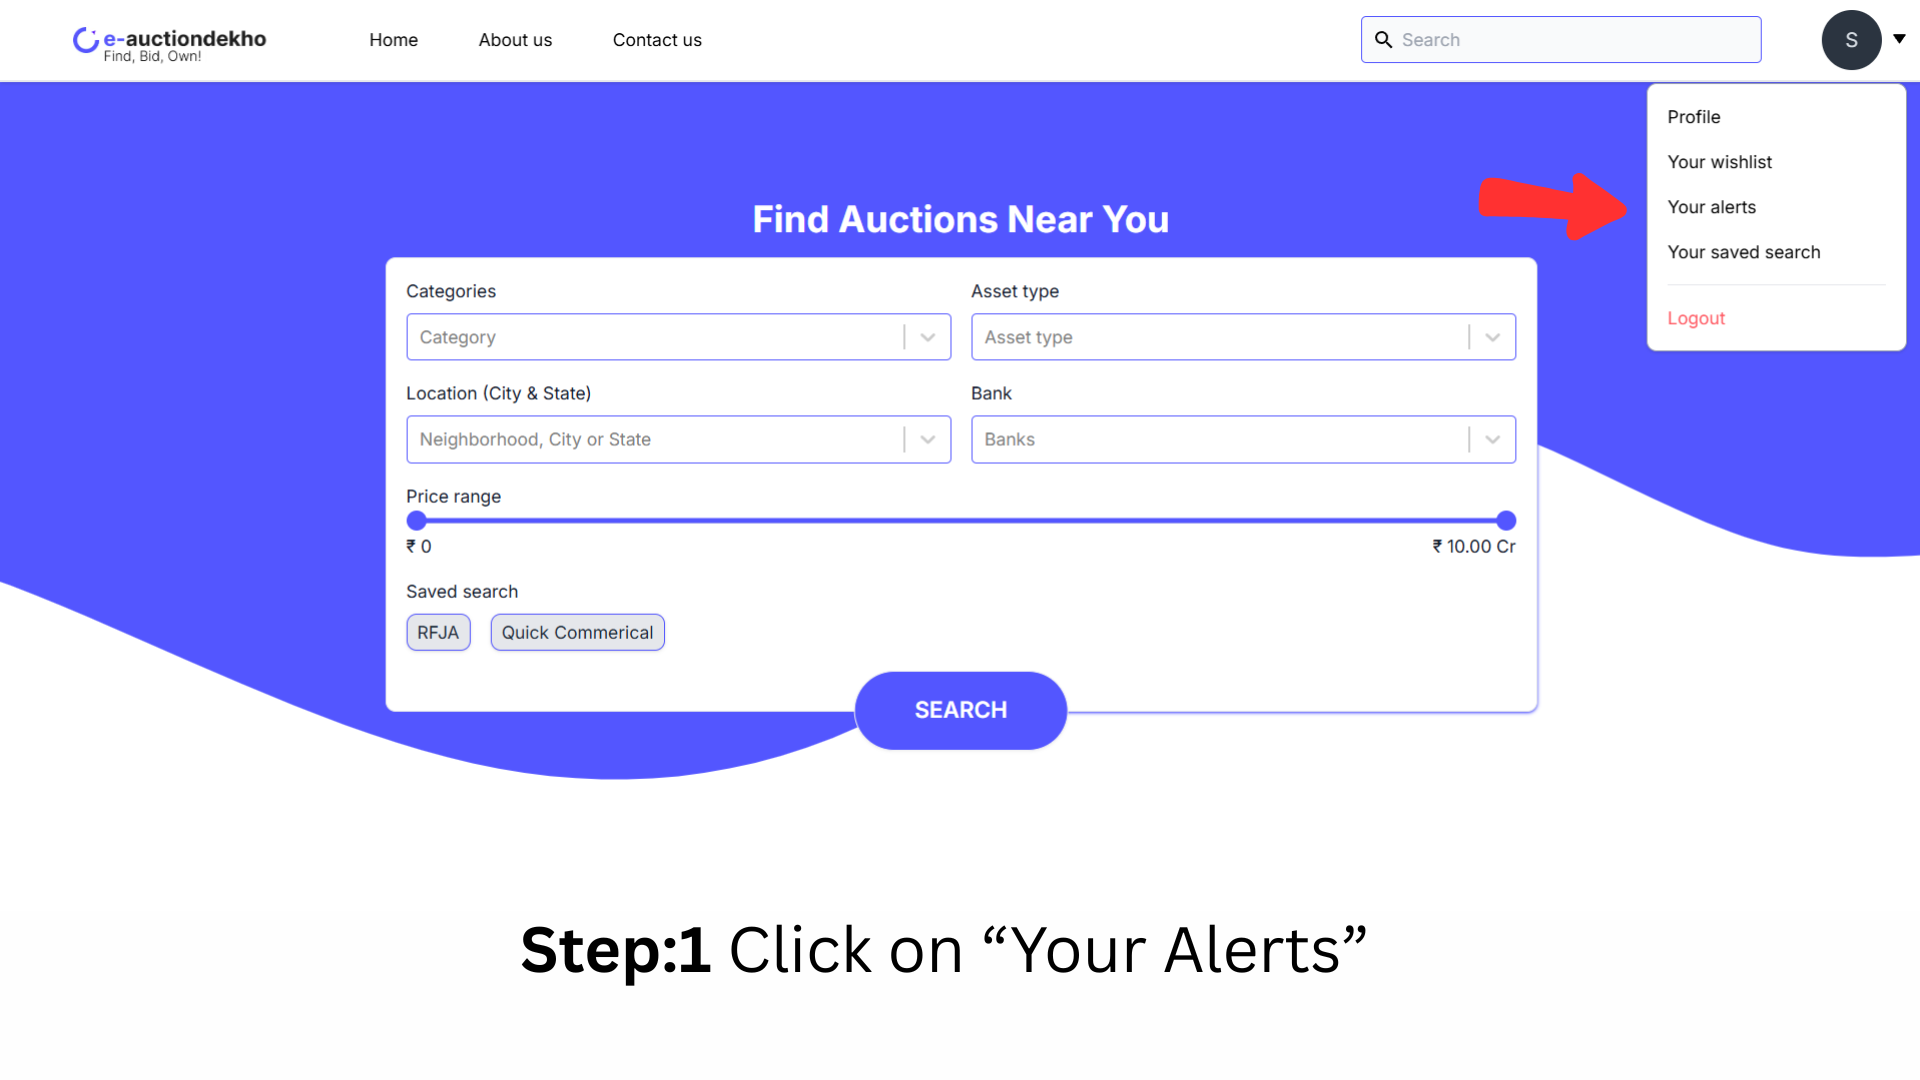 e-auctiondekho
Find, Bid, Own!
Home
About us
Contact us
Search
S
Profile
Your wishlist
Your alerts
Your saved search
Logout
Find Auctions Near You
Categories
Asset type
Category
Asset type
Location (City & State)
Bank
Neighborhood, City or State
Banks
Price range
₹ 0
₹ 10.00 Cr
Saved search
RFJA
Quick Commerical
SEARCH
Step:1 Click on “Your Alerts”